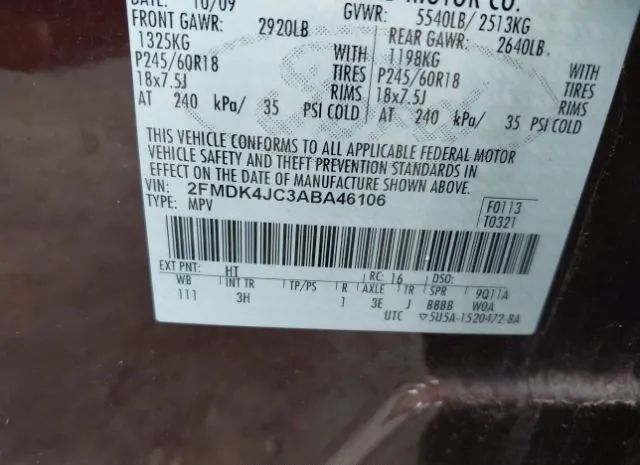 DATE: 10/09
MOTOR CO.
GVWR: 5540LB/ 2513KG
FRONT GAWR: 2920LB
1325KG WITH
P245/60R18 TIRES
18x7.5J RIMS
AT 240 kPa/ 35 PSI COLD
REAR GAWR: 2640LB
1198KG WITH
P245/60R18 TIRES
18x7.5J RIMS
AT 240 kPa/ 35 PSI COLD
THIS VEHICLE CONFORMS TO ALL APPLICABLE FEDERAL MOTOR
VEHICLE SAFETY AND THEFT PREVENTION STANDARDS IN
EFFECT ON THE DATE OF MANUFACTURE SHOWN ABOVE.
VIN: 2FMDK4JC3ABA46106
TYPE: MPV
F0113
T0321
EXT PNT: HT RC: 16 DSO:
WB INT TR TP/PS R AXLE TR SPR 9Q11A
111 3H 1 3E J BBBB W0A
UTC ▽5U5A-1520472-BA